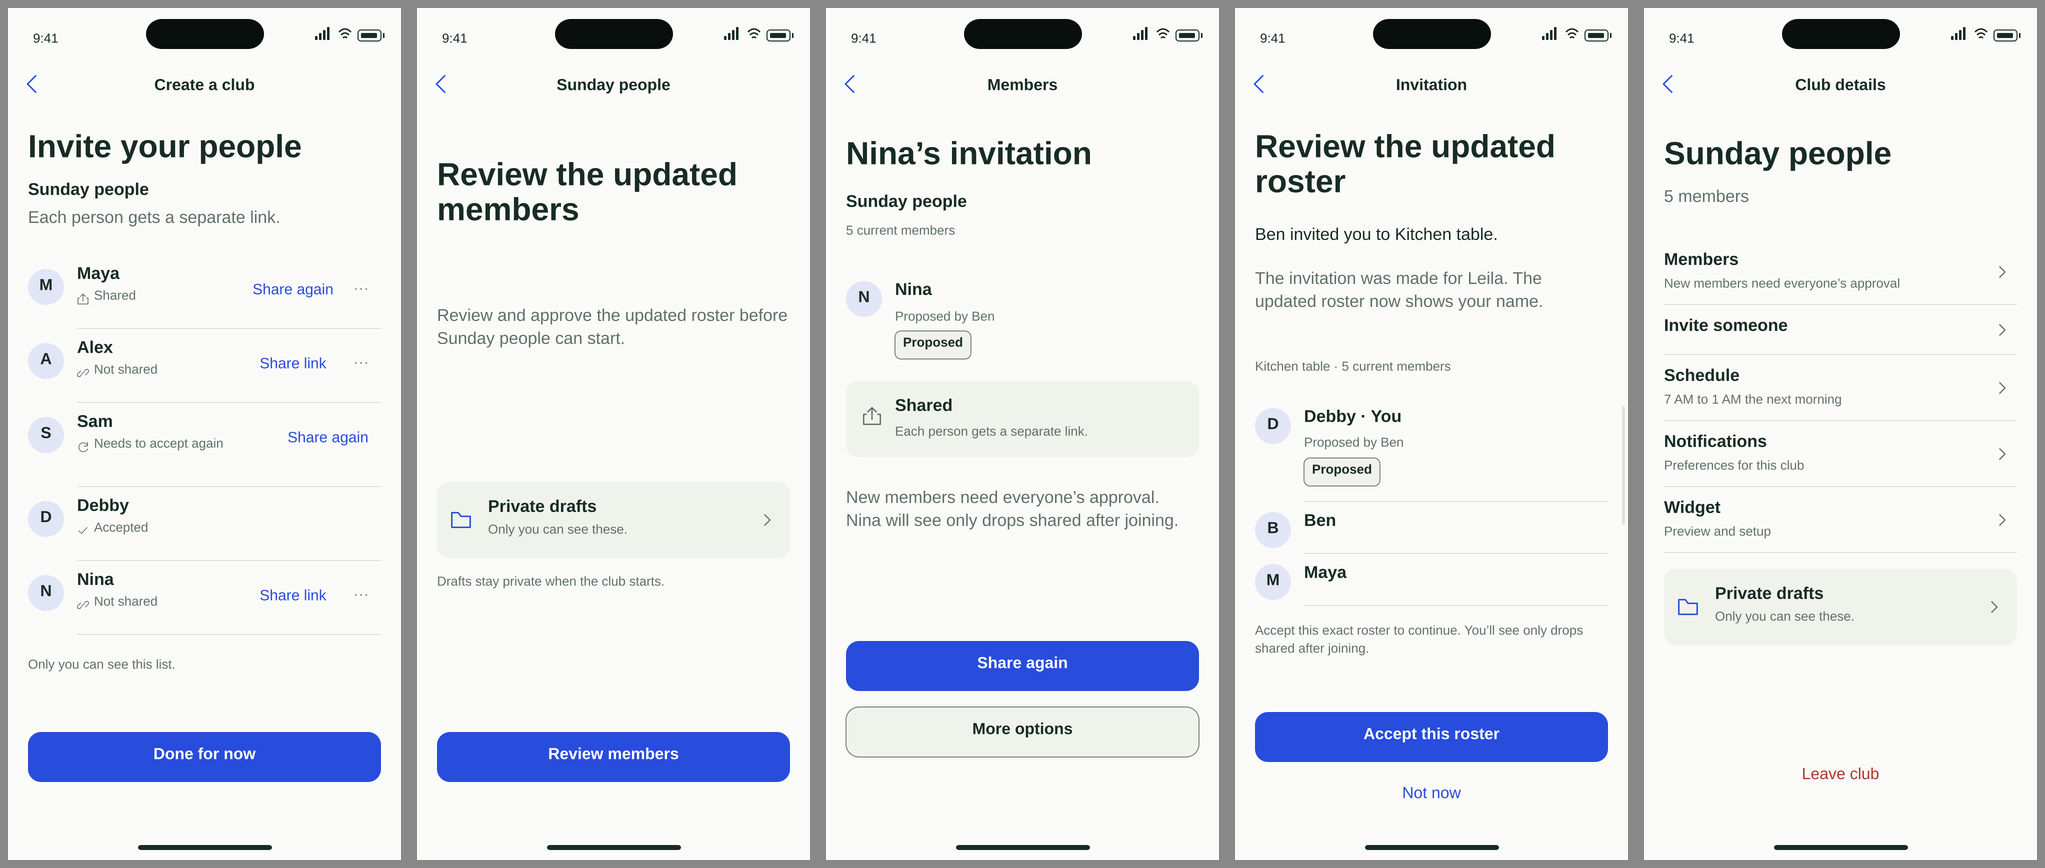 9:41
Create a club
Invite your people
Sunday people
Each person gets a separate link.
M
Maya
Shared
Share again
A
Alex
Not shared
Share link
S
Sam
Needs to accept again
Share again
D
Debby
Accepted
N
Nina
Not shared
Share link
Only you can see this list.
Done for now
9:41
Sunday people
Review the updated
members
Review and approve the updated roster before
Sunday people can start.
Private drafts
Only you can see these.
Drafts stay private when the club starts.
Review members
9:41
Members
Nina’s invitation
Sunday people
5 current members
N
Nina
Proposed by Ben
Proposed
Shared
Each person gets a separate link.
New members need everyone’s approval.
Nina will see only drops shared after joining.
Share again
More options
9:41
Invitation
Review the updated
roster
Ben invited you to Kitchen table.
The invitation was made for Leila. The
updated roster now shows your name.
Kitchen table · 5 current members
D
Debby · You
Proposed by Ben
Proposed
B
Ben
M
Maya
Accept this exact roster to continue. You’ll see only drops
shared after joining.
Accept this roster
Not now
9:41
Club details
Sunday people
5 members
Members
New members need everyone’s approval
Invite someone
Schedule
7 AM to 1 AM the next morning
Notifications
Preferences for this club
Widget
Preview and setup
Private drafts
Only you can see these.
Leave club